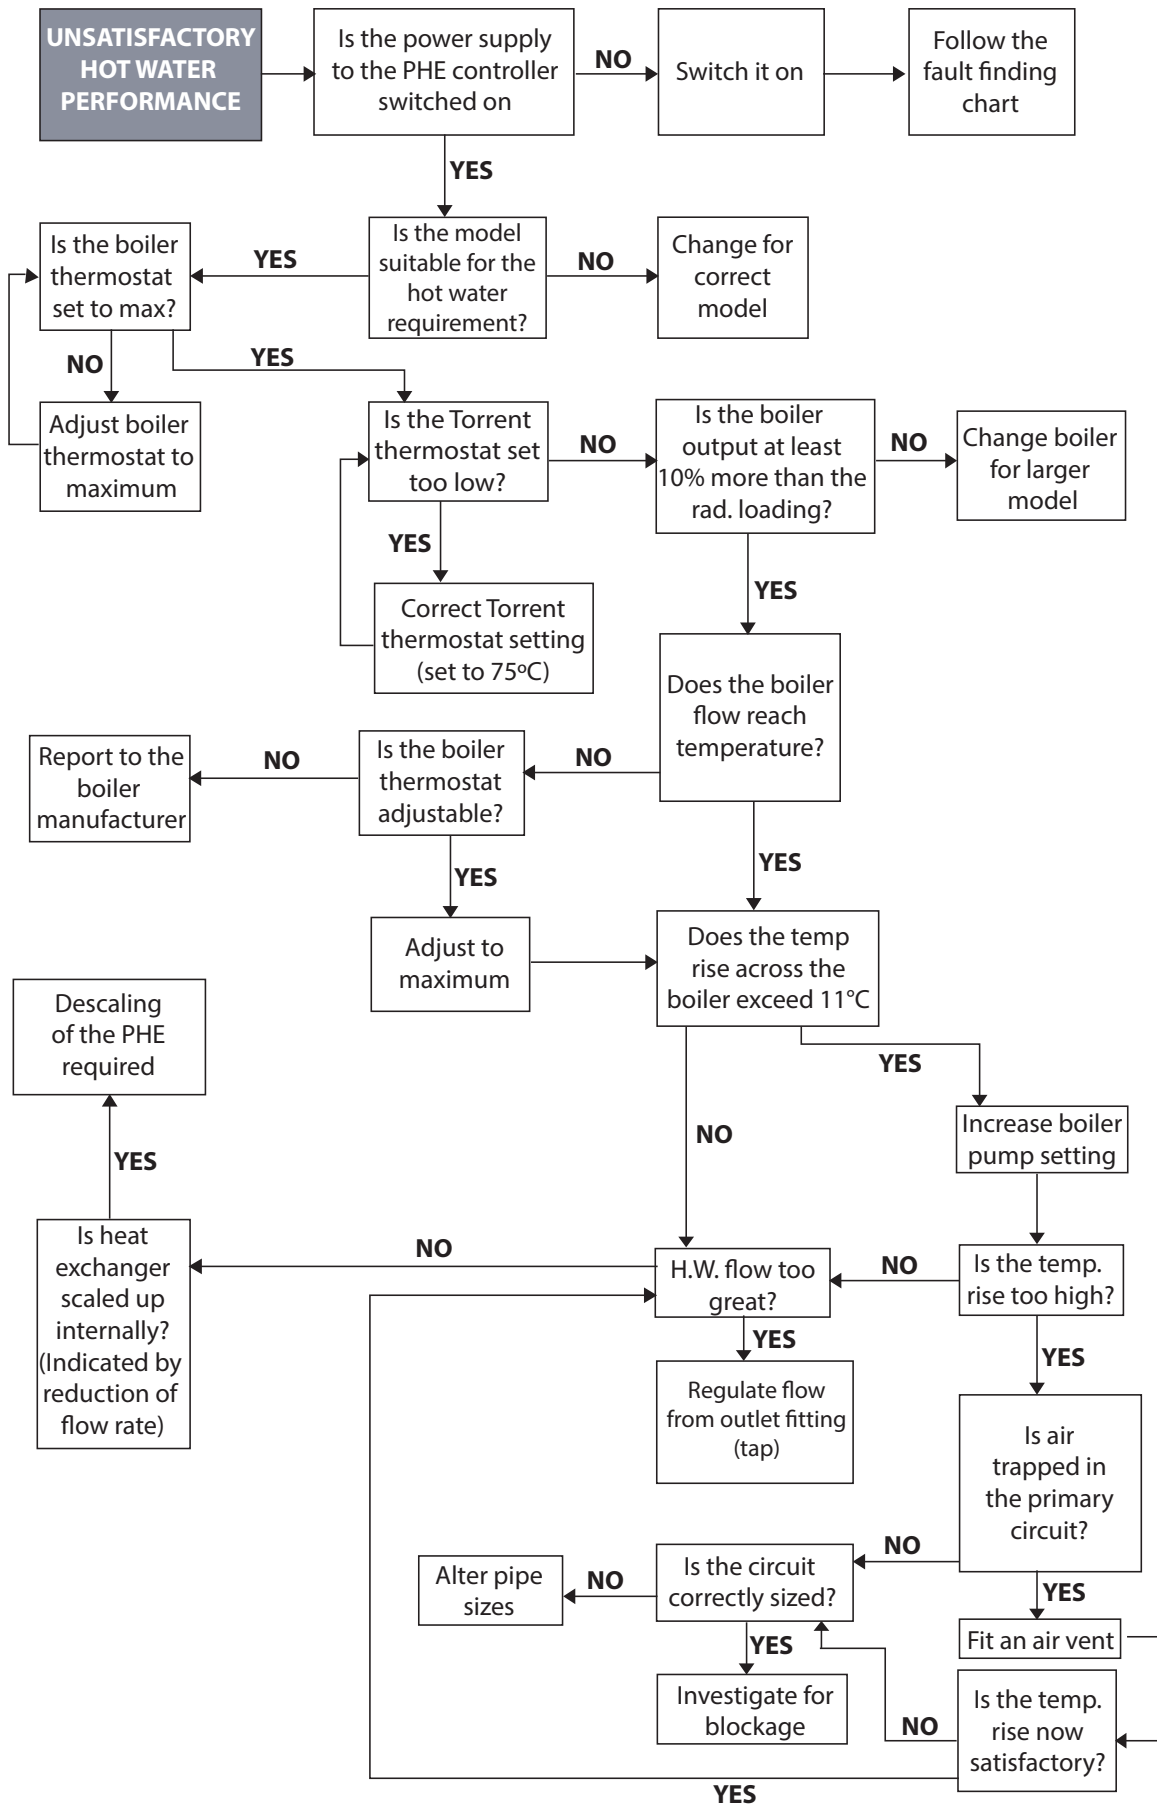 UNSATISFACTORY
HOT WATER
PERFORMANCE
Is the power supply
to the PHE controller
switched on
NO
Switch it on
Follow the
fault finding
chart
YES
Is the boiler
thermostat
set to max?
YES
Is the model
suitable for the
hot water
requirement?
NO
Change for
correct
model
NO
YES
Adjust boiler
thermostat to
maximum
Is the Torrent
thermostat set
too low?
NO
Is the boiler
output at least
10% more than the
rad. loading?
NO
Change boiler
for larger
model
YES
Correct Torrent
thermostat setting
(set to 75ºC)
YES
Does the boiler
flow reach
temperature?
NO
Is the boiler
thermostat
adjustable?
NO
Report to the
boiler
manufacturer
YES
YES
Adjust to
maximum
Does the temp
rise across the
boiler exceed 11°C
Descaling
of the PHE
required
YES
NO
Increase boiler
pump setting
YES
Is heat
exchanger
scaled up
internally?
(Indicated by
reduction of
flow rate)
NO
H.W. flow too
great?
NO
Is the temp.
rise too high?
YES
YES
Regulate flow
from outlet fitting
(tap)
Is air
trapped in
the primary
circuit?
NO
Is the circuit
correctly sized?
NO
Alter pipe
sizes
YES
YES
Fit an air vent
Investigate for
blockage
NO
Is the temp.
rise now
satisfactory?
YES